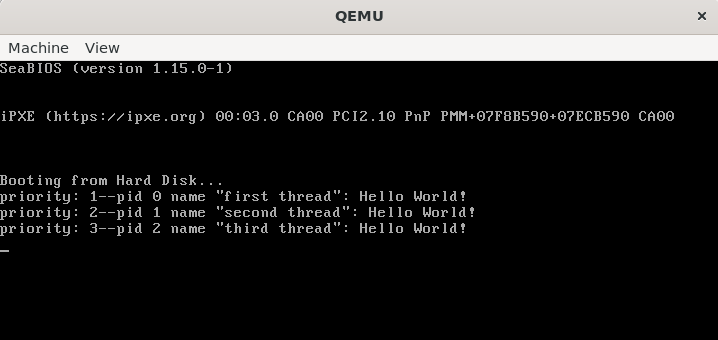 QEMU
×
Machine View
SeaBIOS (version 1.15.0-1)
iPXE (https://ipxe.org) 00:03.0 CA00 PCI2.10 PnP PMM+07F8B590+07ECB590 CA00
Booting from Hard Disk...
priority: 1--pid 0 name "first thread": Hello World!
priority: 2--pid 1 name "second thread": Hello World!
priority: 3--pid 2 name "third thread": Hello World!
_